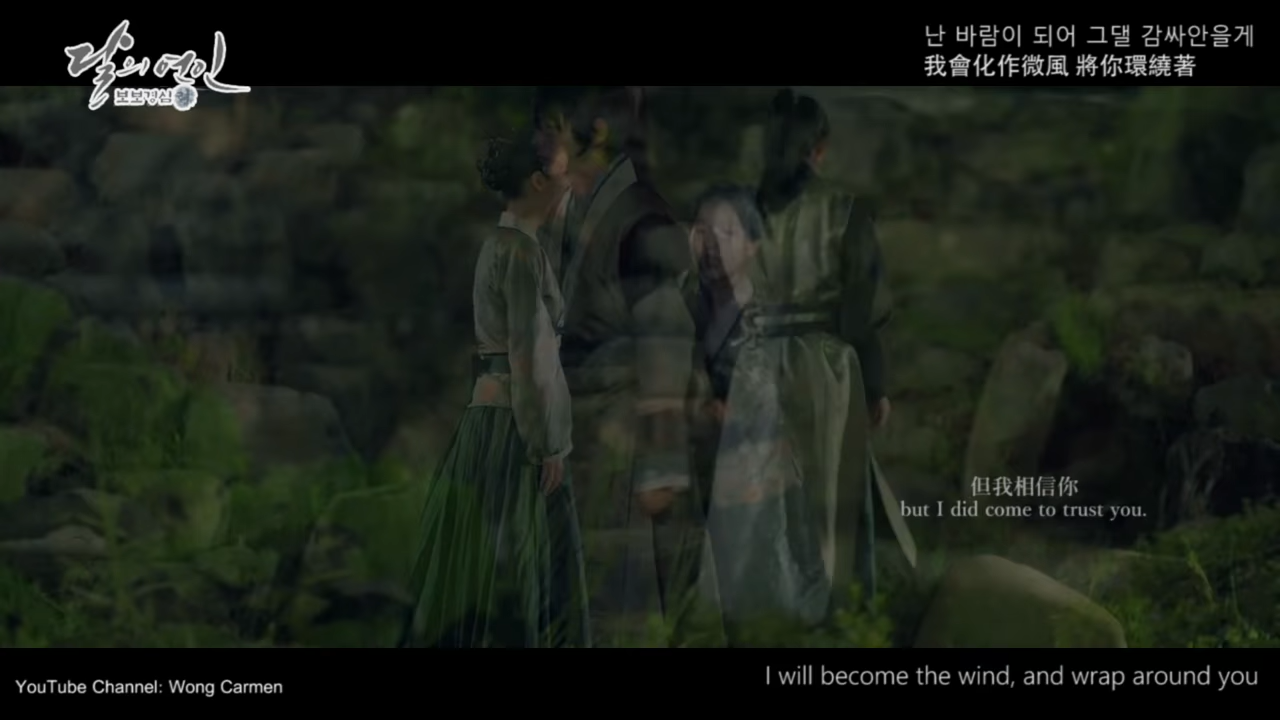 달의 연인
보보경심 려
난 바람이 되어 그댈 감싸안을게
我會化作微風 將你環繞著
但我相信你
but I did come to trust you.
I will become the wind, and wrap around you
YouTube Channel: Wong Carmen